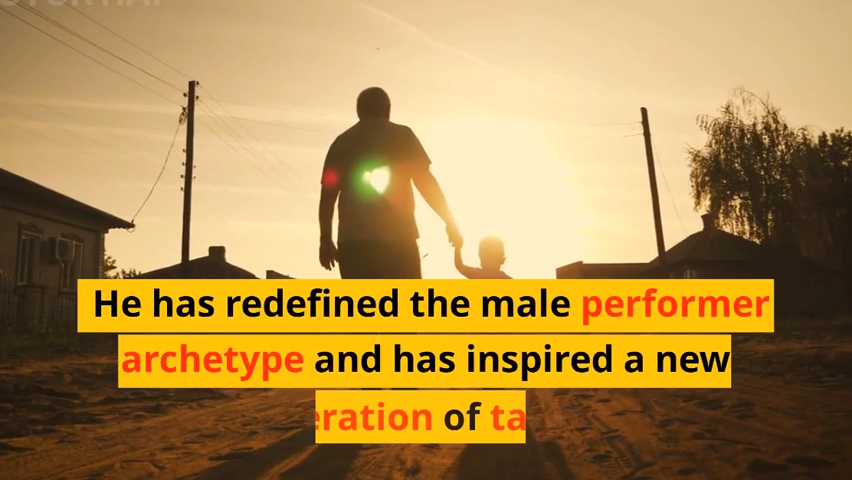 He has redefined the male performer
archetype and has inspired a new
eration of ta